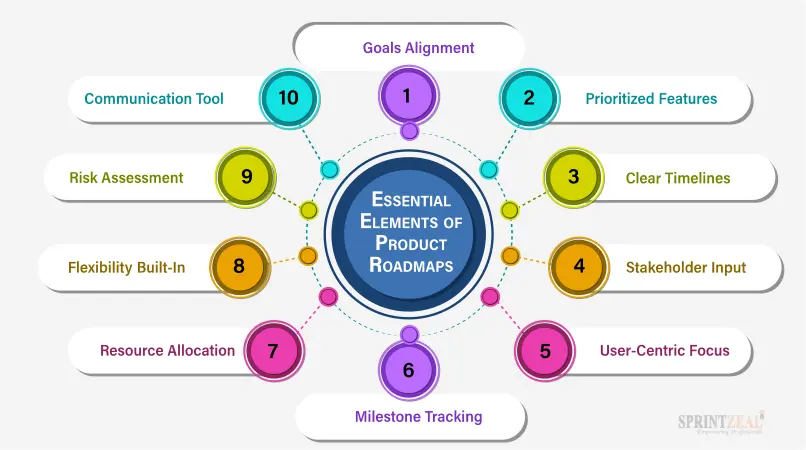 Goals Alignment
1
2
Prioritized Features
3
Clear Timelines
4
Stakeholder Input
5
User-Centric Focus
6
Milestone Tracking
7
Resource Allocation
8
Flexibility Built-In
9
Risk Assessment
10
Communication Tool
ESSENTIAL
ELEMENTS OF
PRODUCT
ROADMAPS
SPRINTZEAL®